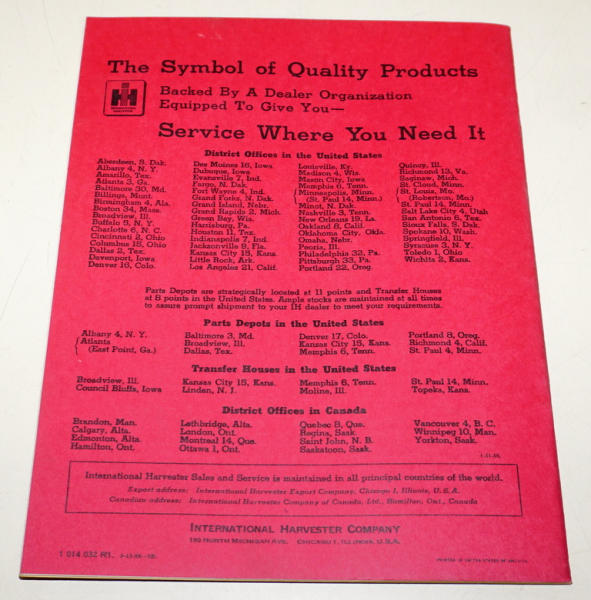 The Symbol of Quality Products
IH
INTERNATIONAL
HARVESTER
Backed By A Dealer Organization
Equipped To Give You—
Service Where You Need It
District Offices in the United States
Aberdeen, S. Dak.
Albany 4, N. Y.
Amarillo, Tex.
Atlanta 3, Ga.
Baltimore 30, Md.
Billings, Mont.
Birmingham 4, Ala.
Boston 34, Mass.
Broadview, Ill.
Buffalo 5, N. Y.
Charlotte 6, N. C.
Cincinnati 2, Ohio
Columbus 15, Ohio
Dallas 2, Tex.
Davenport, Iowa
Denver 16, Colo.
Des Moines 16, Iowa
Dubuque, Iowa
Evansville 7, Ind.
Fargo, N. Dak.
Fort Wayne 4, Ind.
Grand Forks, N. Dak.
Grand Island, Nebr.
Grand Rapids 2, Mich.
Green Bay, Wis.
Harrisburg, Pa.
Houston 11, Tex.
Indianapolis 7, Ind.
Jacksonville 9, Fla.
Kansas City 15, Kans.
Little Rock, Ark.
Los Angeles 21, Calif.
Louisville, Ky.
Madison 4, Wis.
Mason City, Iowa
Memphis 6, Tenn.
Minneapolis, Minn.
(St. Paul 14, Minn.)
Minot, N. Dak.
Nashville 3, Tenn.
New Orleans 19, La.
Oakland 8, Calif.
Oklahoma City, Okla.
Omaha, Nebr.
Peoria, Ill.
Philadelphia 32, Pa.
Pittsburgh 33, Pa.
Portland 22, Oreg.
Quincy, Ill.
Richmond 13, Va.
Saginaw, Mich.
St. Cloud, Minn.
St. Louis, Mo.
(Robertson, Mo.)
St. Paul 14, Minn.
Salt Lake City 4, Utah
San Antonio 6, Tex.
Sioux Falls, S. Dak.
Spokane 10, Wash.
Springfield, Ill.
Syracuse 3, N. Y.
Toledo 1, Ohio
Wichita 2, Kans.
Parts Depots are strategically located at 11 points and Transfer Houses
at 8 points in the United States. Ample stocks are maintained at all times
to assure prompt shipment to your IH dealer to meet your requirements.
Parts Depots in the United States
Albany 4, N. Y.
Atlanta
(East Point, Ga.)
Baltimore 3, Md.
Broadview, Ill.
Dallas, Tex.
Denver 17, Colo.
Kansas City 15, Kans.
Memphis 6, Tenn.
Portland 8, Oreg.
Richmond 4, Calif.
St. Paul 4, Minn.
Transfer Houses in the United States
Broadview, Ill.
Council Bluffs, Iowa
Kansas City 15, Kans.
Linden, N. J.
Memphis 6, Tenn.
Moline, Ill.
St. Paul 14, Minn.
Topeka, Kans.
District Offices in Canada
Brandon, Man.
Calgary, Alta.
Edmonton, Alta.
Hamilton, Ont.
Lethbridge, Alta.
London, Ont.
Montreal 14, Que.
Ottawa 1, Ont.
Quebec 8, Que.
Regina, Sask.
Saint John, N. B.
Saskatoon, Sask.
Vancouver 4, B. C.
Winnipeg 10, Man.
Yorkton, Sask.
International Harvester Sales and Service is maintained in all principal countries of the world.
Export address: International Harvester Export Company, Chicago 1, Illinois, U.S.A.
Canadian address: International Harvester Company of Canada, Ltd., Hamilton, Ont., Canada
INTERNATIONAL HARVESTER COMPANY
180 NORTH MICHIGAN AVE. CHICAGO 1, ILLINOIS, U.S.A.
1 014 032 R1.
PRINTED IN UNITED STATES OF AMERICA